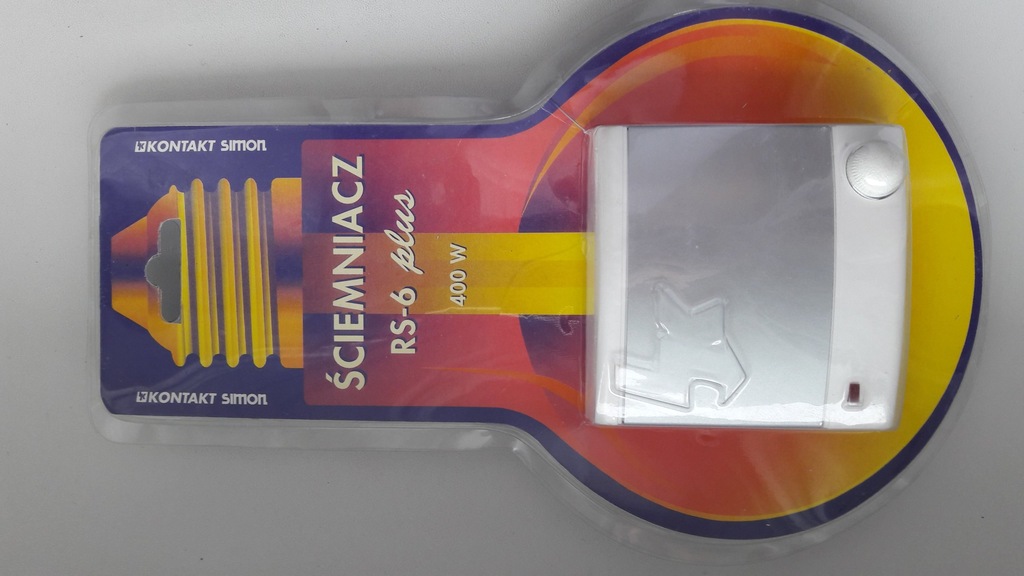 KONTAKT SIMON
ŚCIEMNIACZ
RS-6 plus
400 W
KONTAKT SIMON